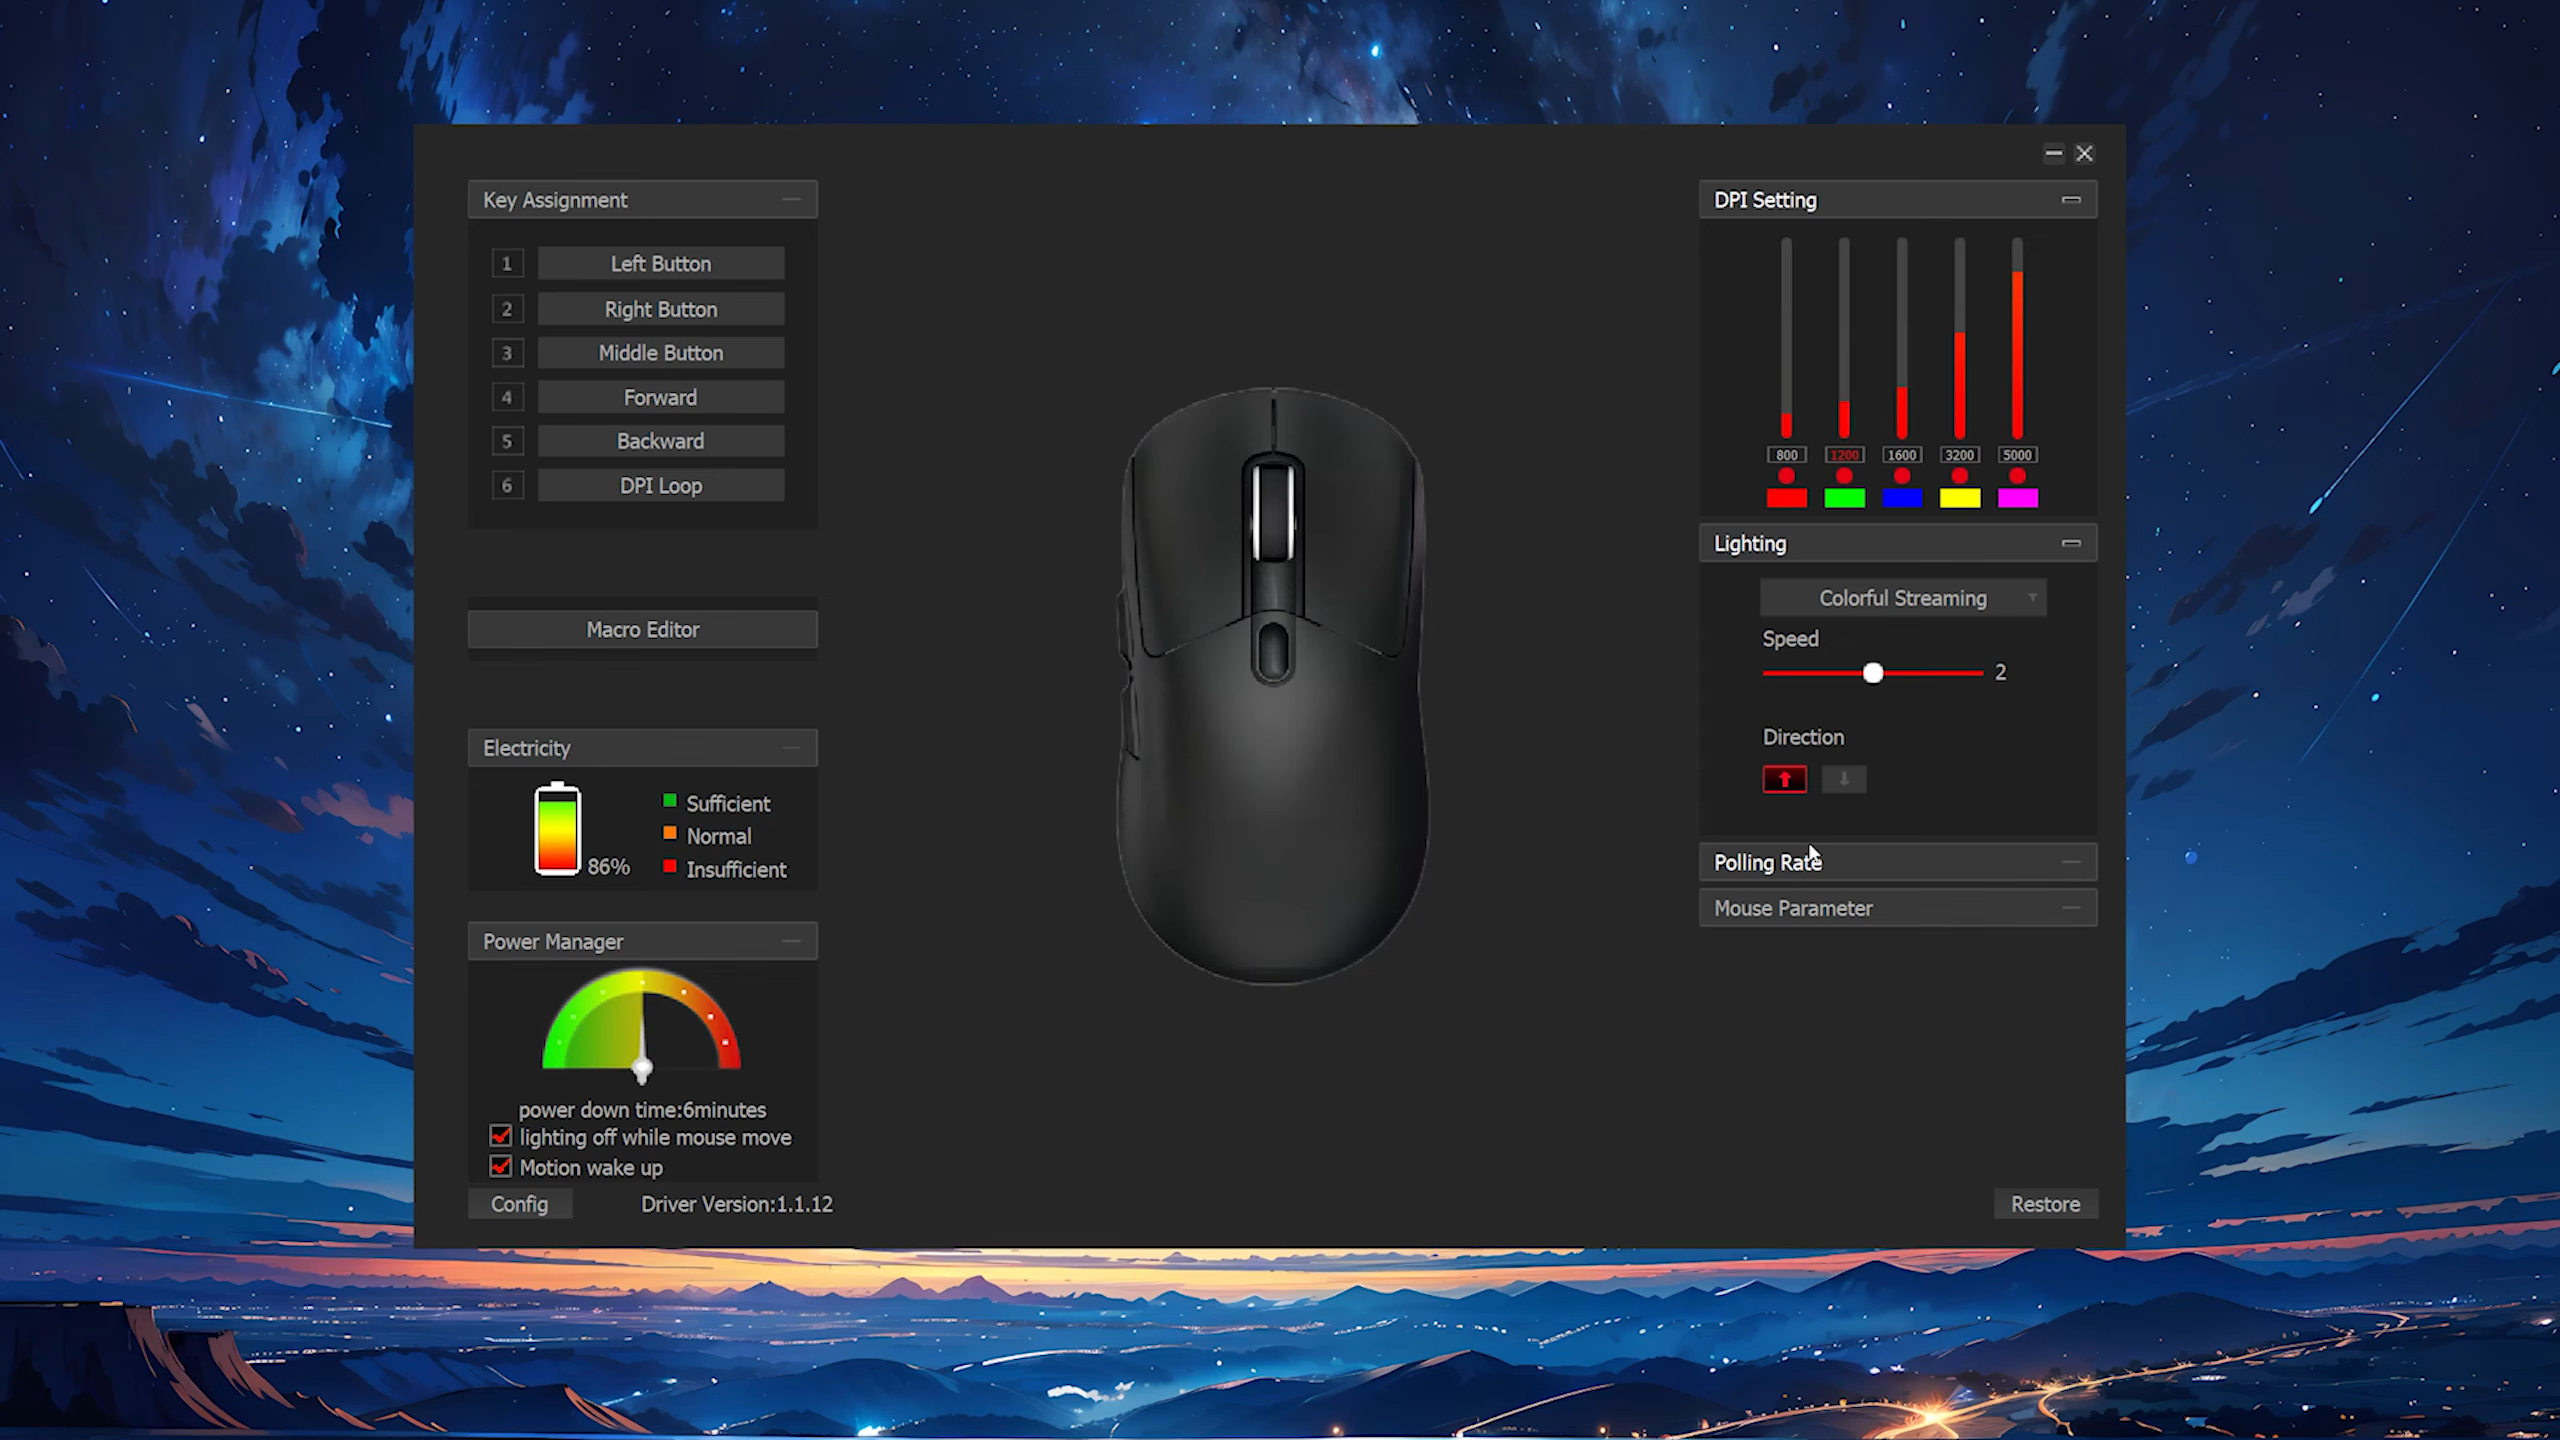 Key Assignment
1 Left Button
2 Right Button
3 Middle Button
4 Forward
5 Backward
6 DPI Loop
Macro Editor
Electricity
86%
Sufficient
Normal
Insufficient
Power Manager
power down time:6minutes
lighting off while mouse move
Motion wake up
Config
Driver Version:1.1.12
DPI Setting
800 1200 1600 3200 5000
Lighting
Colorful Streaming
Speed
2
Direction
Polling Rate
Mouse Parameter
Restore